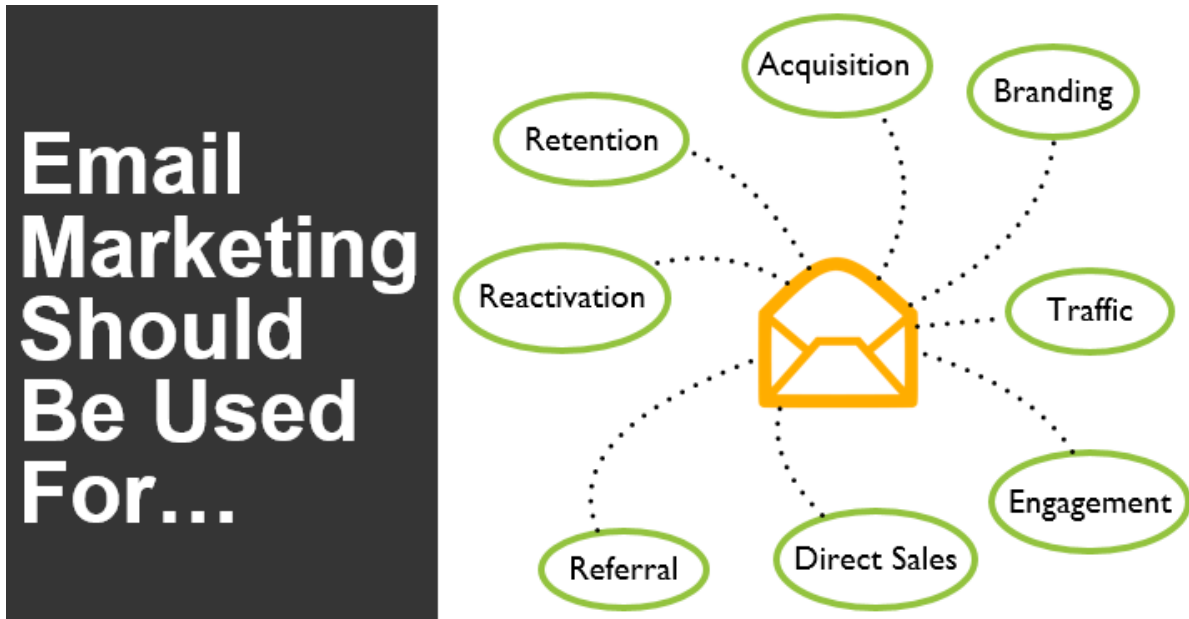 Email
Marketing
Should
Be Used
For...
Acquisition
Branding
Retention
Reactivation
Traffic
Engagement
Direct Sales
Referral